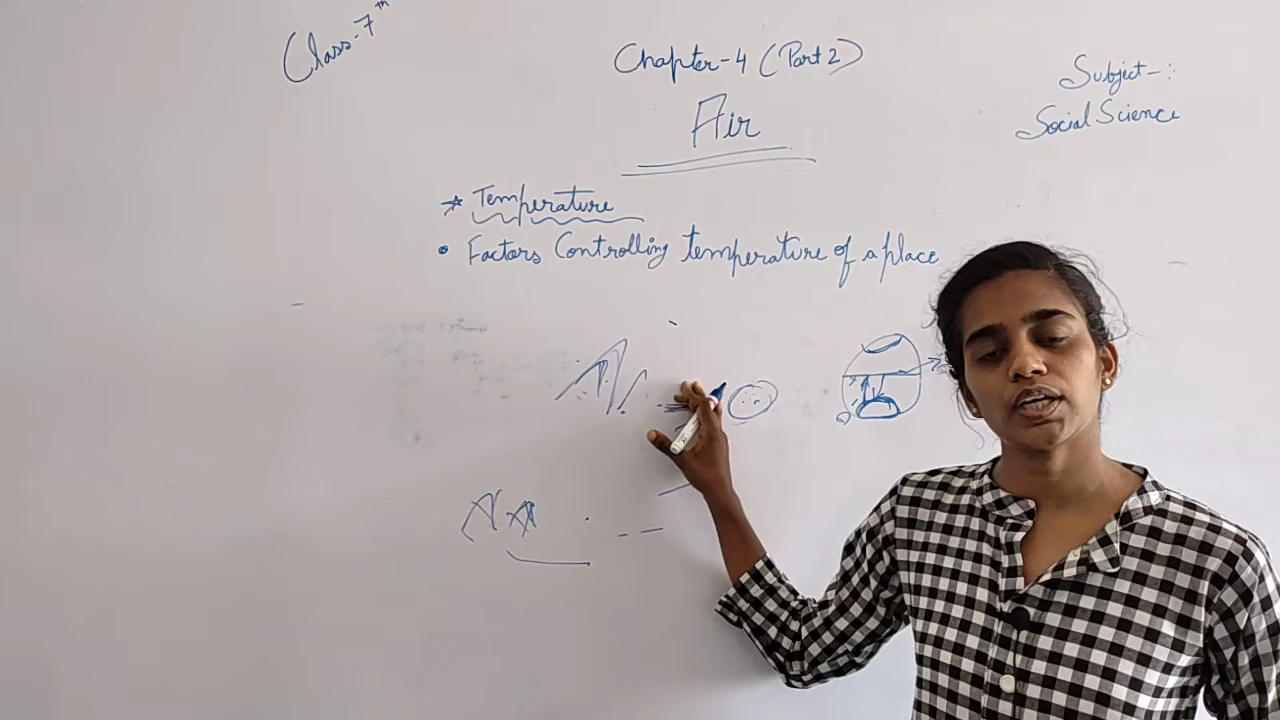 Class-7th
Chapter-4 (Part 2)
Subject-:
Social Science
Air
* Temperature
• Factors Controlling temperature of a place